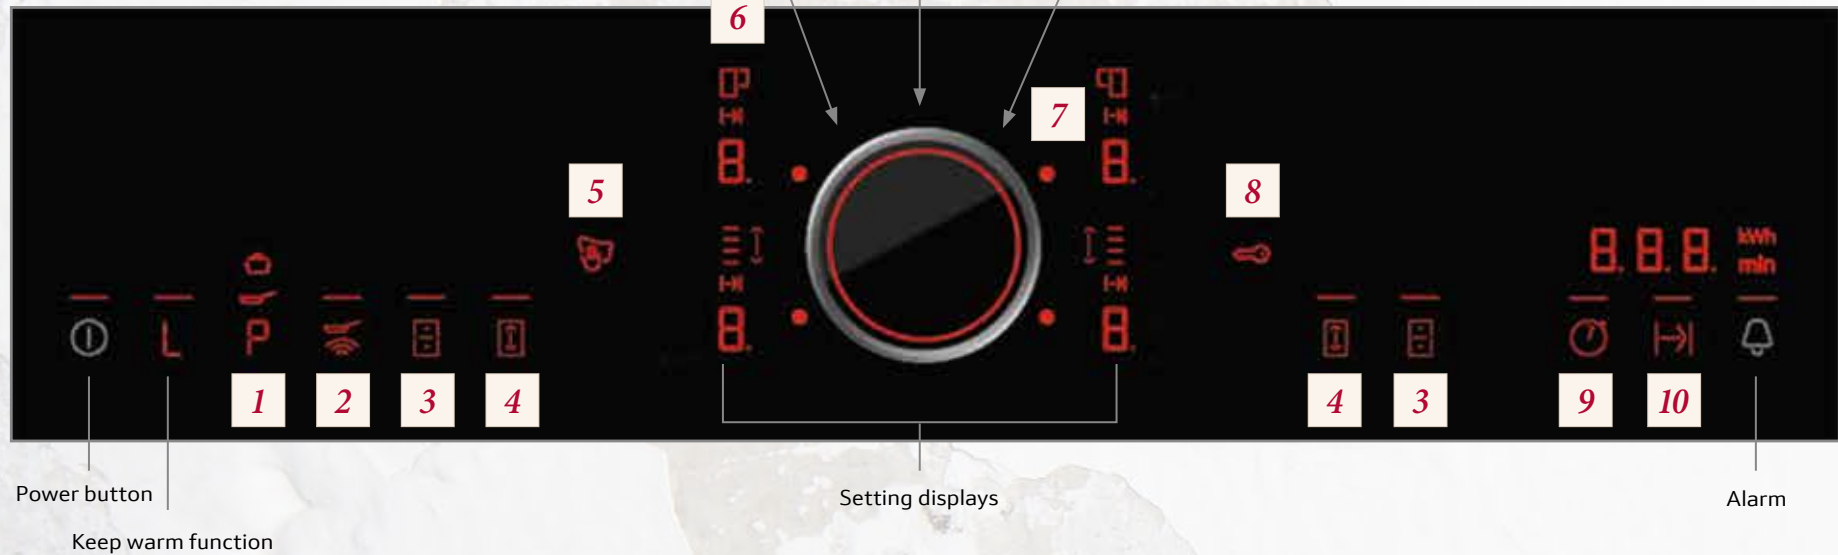 6
7
5
8
8.
8.
8. 8. 8. kWh
min
L
P
8.
8.
1
2
3
4
4
3
9
10
Power button
Setting displays
Alarm
Keep warm function